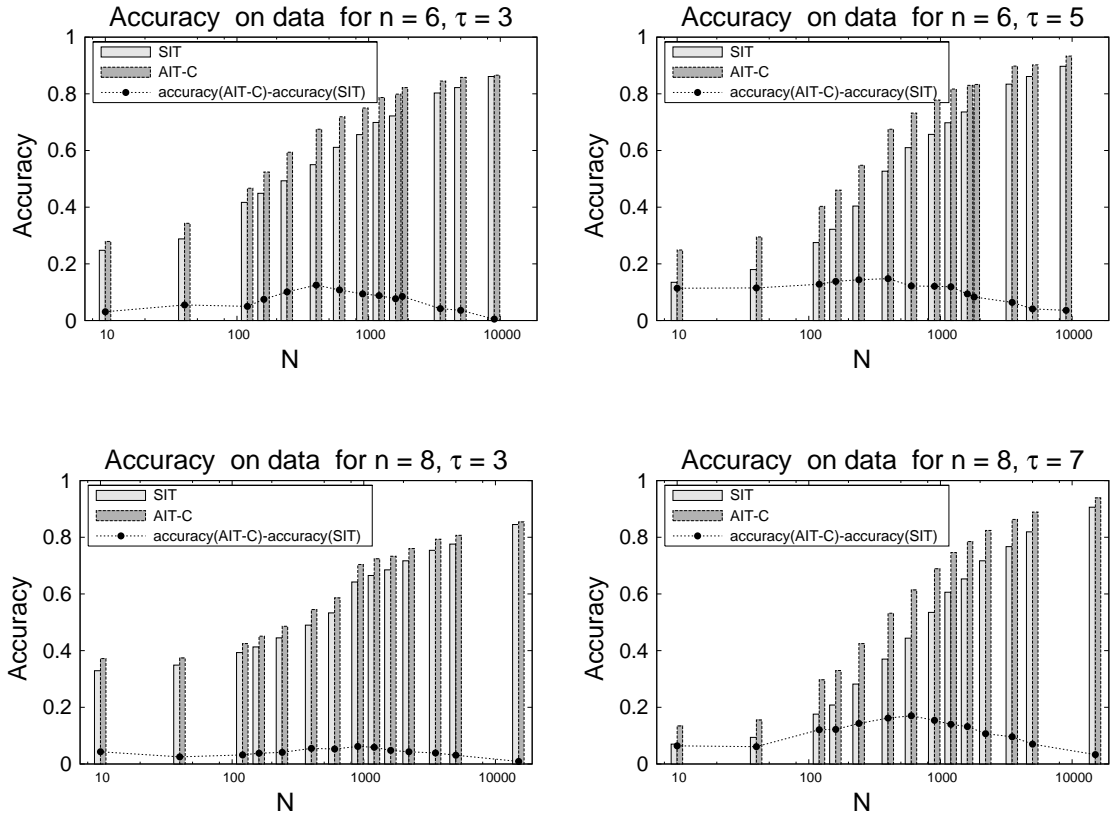 Accuracy on data for n = 6, τ = 3
1
SIT
AIT-C
accuracy(AIT-C)-accuracy(SIT)
0.8
0.6
0.4
0.2
0
Accuracy
10
100
1000
10000
N
Accuracy on data for n = 6, τ = 5
1
SIT
AIT-C
accuracy(AIT-C)-accuracy(SIT)
0.8
0.6
0.4
0.2
0
Accuracy
10
100
1000
10000
N
Accuracy on data for n = 8, τ = 3
1
SIT
AIT-C
accuracy(AIT-C)-accuracy(SIT)
0.8
0.6
0.4
0.2
0
Accuracy
10
100
1000
10000
N
Accuracy on data for n = 8, τ = 7
1
SIT
AIT-C
accuracy(AIT-C)-accuracy(SIT)
0.8
0.6
0.4
0.2
0
Accuracy
10
100
1000
10000
N